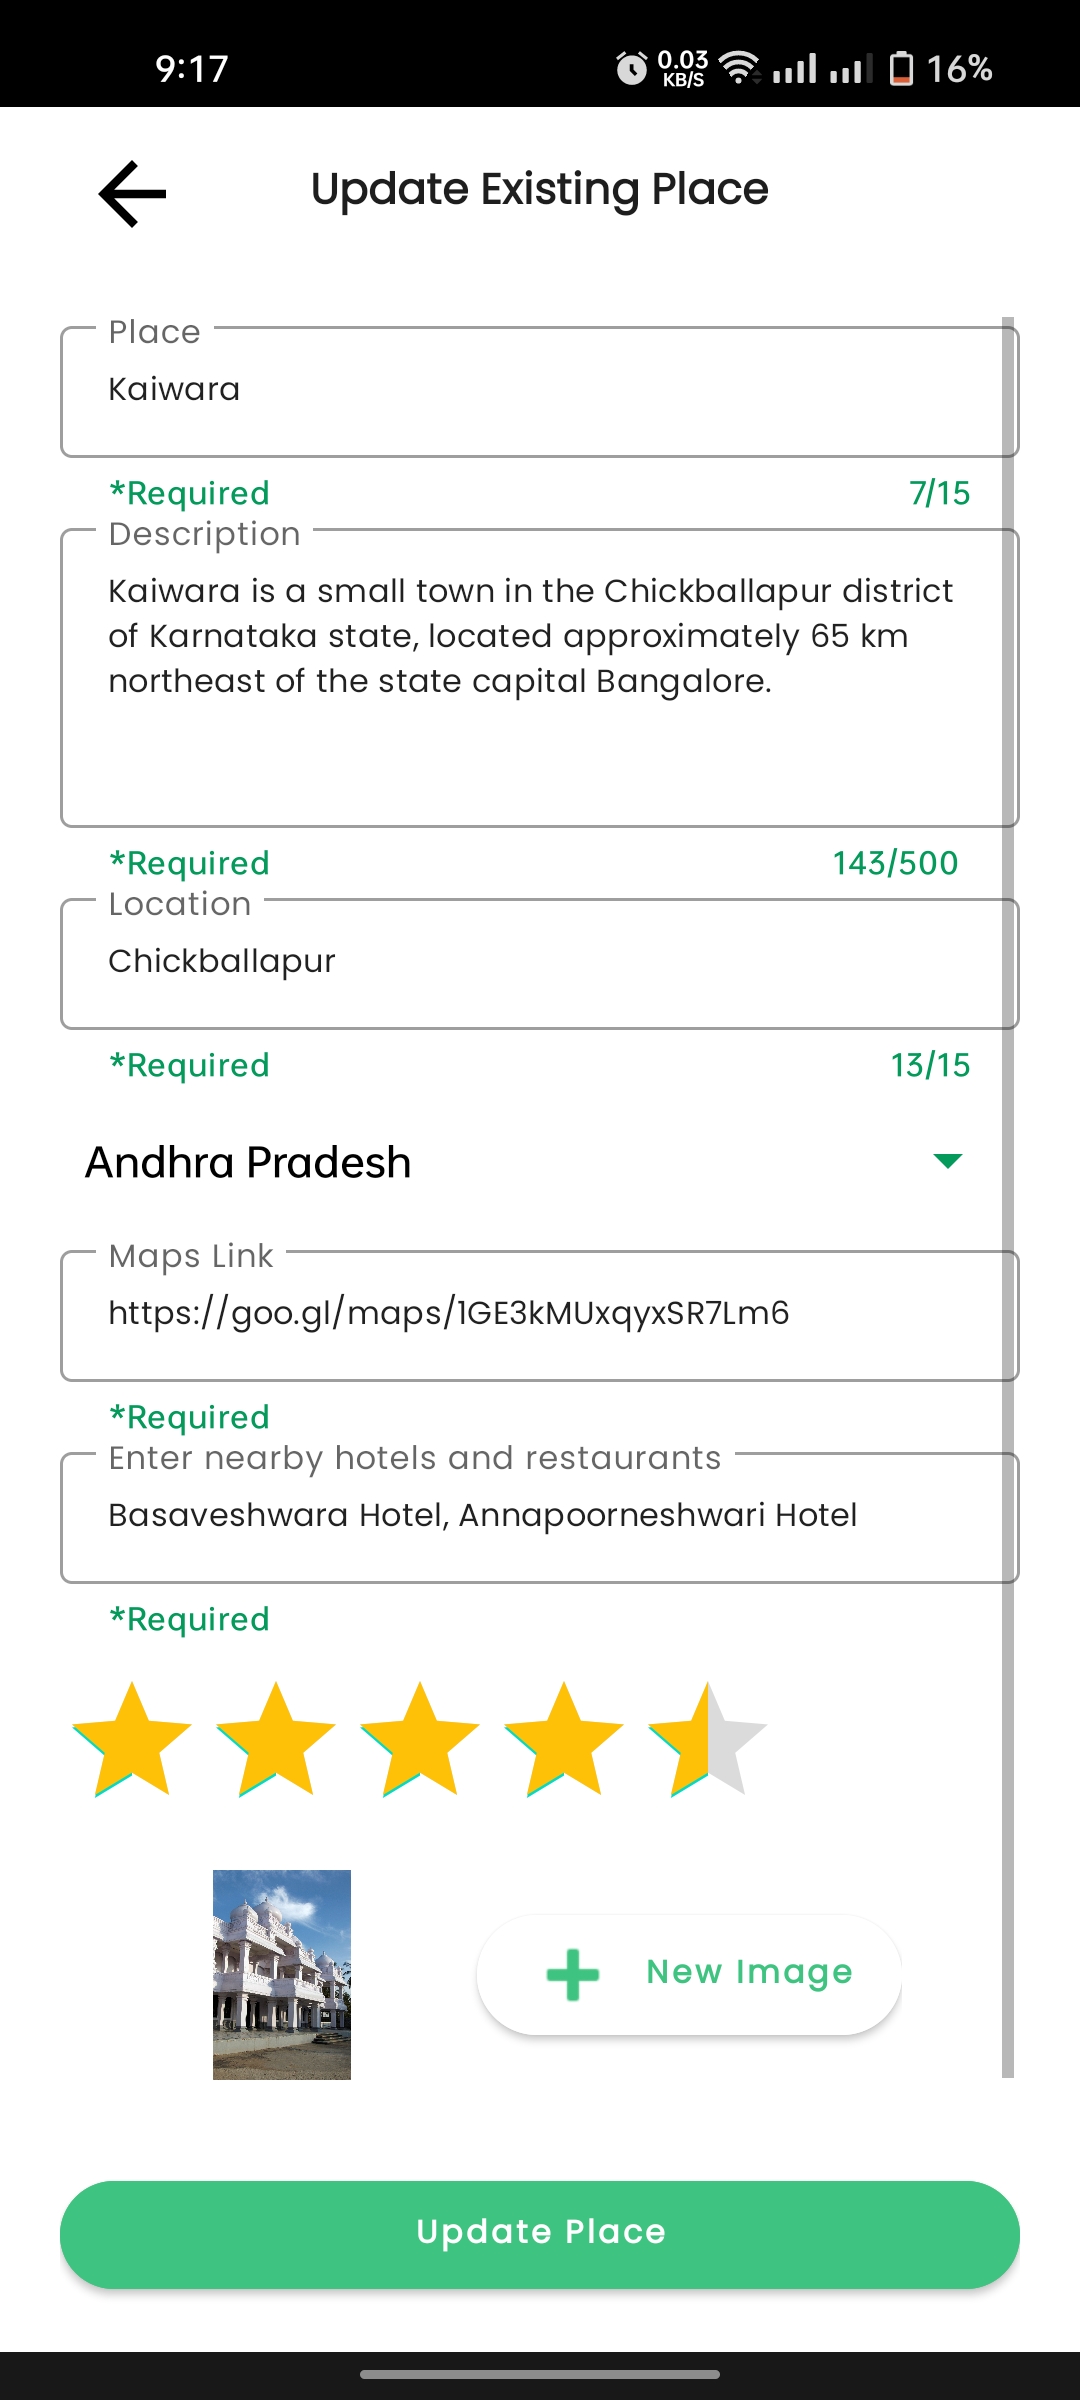 9:17
0.03
KB/S
16%
Update Existing Place
Place
Kaiwara
*Required
7/15
Description
Kaiwara is a small town in the Chickballapur district
of Karnataka state, located approximately 65 km
northeast of the state capital Bangalore.
*Required
143/500
Location
Chickballapur
*Required
13/15
Andhra Pradesh
Maps Link
https://goo.gl/maps/1GE3kMUxqyxSR7Lm6
*Required
Enter nearby hotels and restaurants
Basaveshwara Hotel, Annapoorneshwari Hotel
*Required
New Image
Update Place